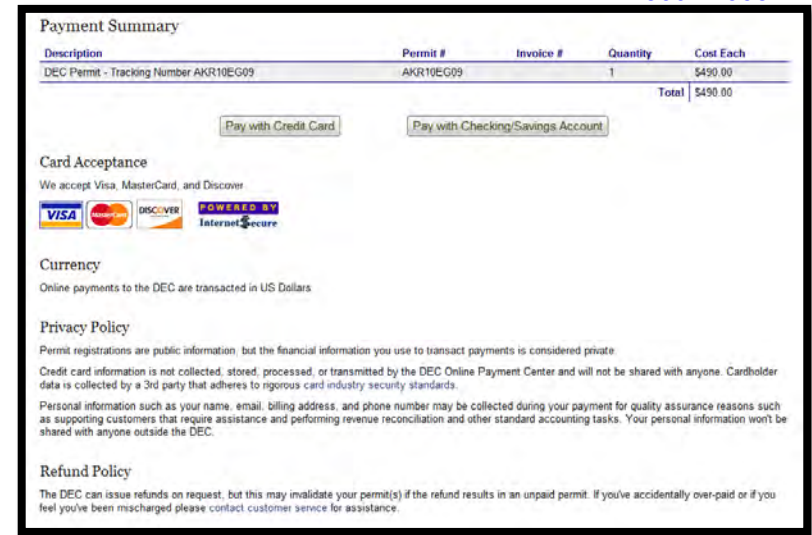 Payment Summary
Description Permit # Invoice # Quantity Cost Each
DEC Permit - Tracking Number AKR10EG09 AKR10EG09 1 $490.00
Total $490.00
Pay with Credit Card Pay with Checking/Savings Account
Card Acceptance
We accept Visa, MasterCard, and Discover
VISA MasterCard DISCOVER POWERED BY
InternetSecure
Currency
Online payments to the DEC are transacted in US Dollars
Privacy Policy
Permit registrations are public information, but the financial information you use to transact payments is considered private.
Credit card information is not collected, stored, processed, or transmitted by the DEC Online Payment Center and will not be shared with anyone. Cardholder
data is collected by a 3rd party that adheres to rigorous card industry security standards.
Personal information such as your name, email, billing address, and phone number may be collected during your payment for quality assurance reasons such
as supporting customers that require assistance and performing revenue reconciliation and other standard accounting tasks. Your personal information won't be
shared with anyone outside the DEC.
Refund Policy
The DEC can issue refunds on request, but this may invalidate your permit(s) if the refund results in an unpaid permit. If you've accidentally over-paid or if you
feel you've been mischarged please contact customer service for assistance.